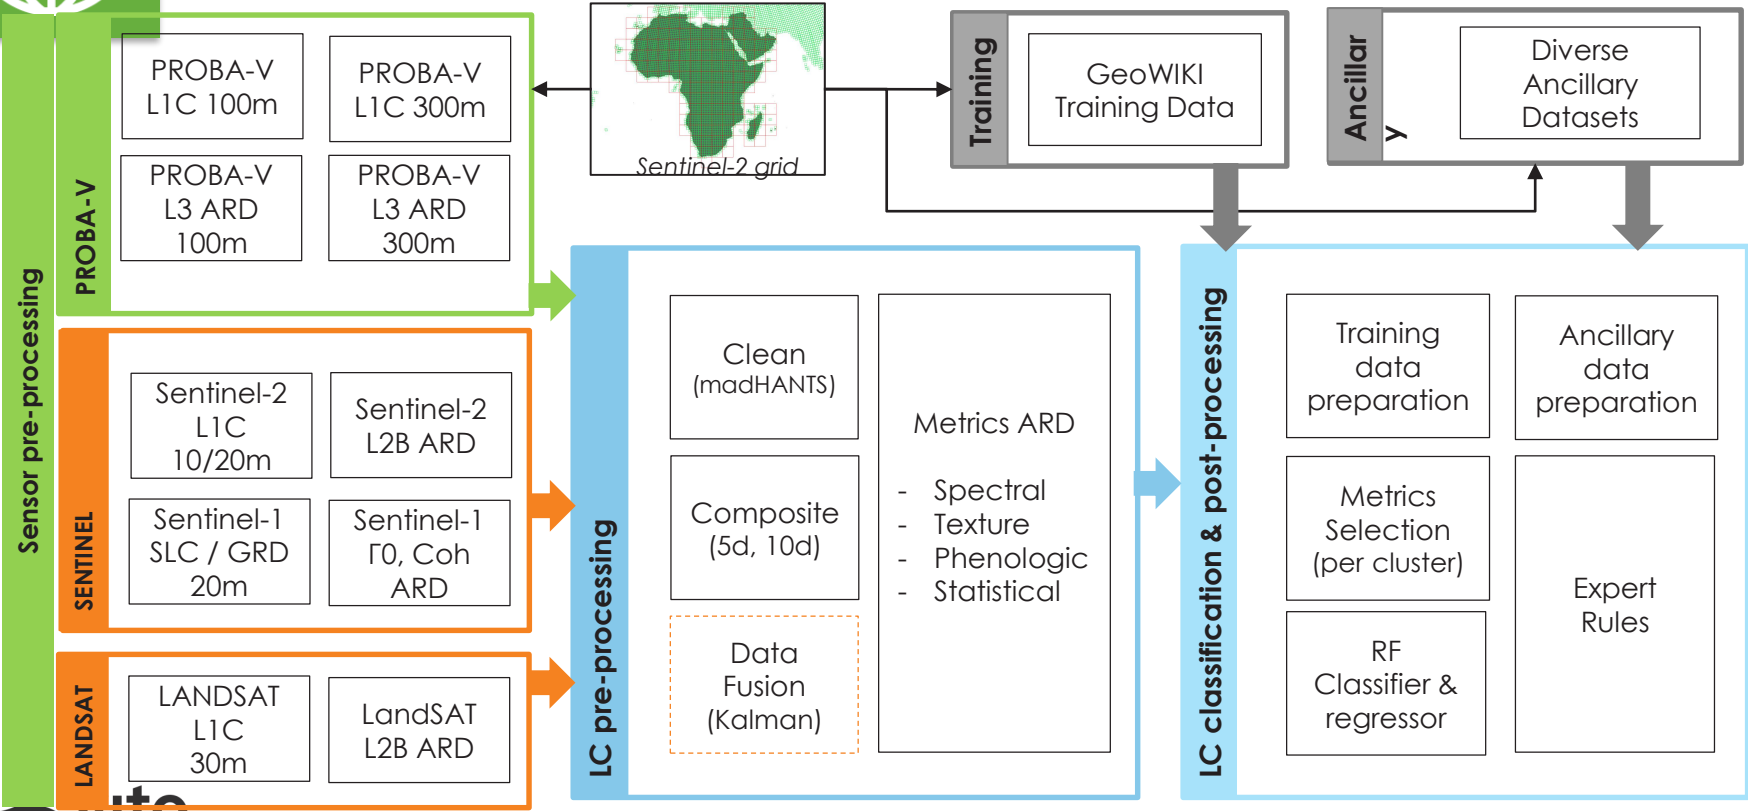 Sensor pre-processing
PROBA-V
PROBA-V
L1C 100m
PROBA-V
L1C 300m
PROBA-V
L3 ARD
100m
PROBA-V
L3 ARD
300m
Sentinel-2 grid
Training
GeoWIKI
Training Data
Ancillar
y
Diverse
Ancillary
Datasets
SENTINEL
Sentinel-2
L1C
10/20m
Sentinel-2
L2B ARD
Sentinel-1
SLC / GRD
20m
Sentinel-1
Γ0, Coh
ARD
LANDSAT
LANDSAT
L1C
30m
LandSAT
L2B ARD
LC pre-processing
Clean
(madHANTS)
Composite
(5d, 10d)
Data
Fusion
(Kalman)
Metrics ARD
- Spectral
- Texture
- Phenologic
- Statistical
LC classification & post-processing
Training
data
preparation
Ancillary
data
preparation
Metrics
Selection
(per cluster)
RF
Classifier &
regressor
Expert
Rules